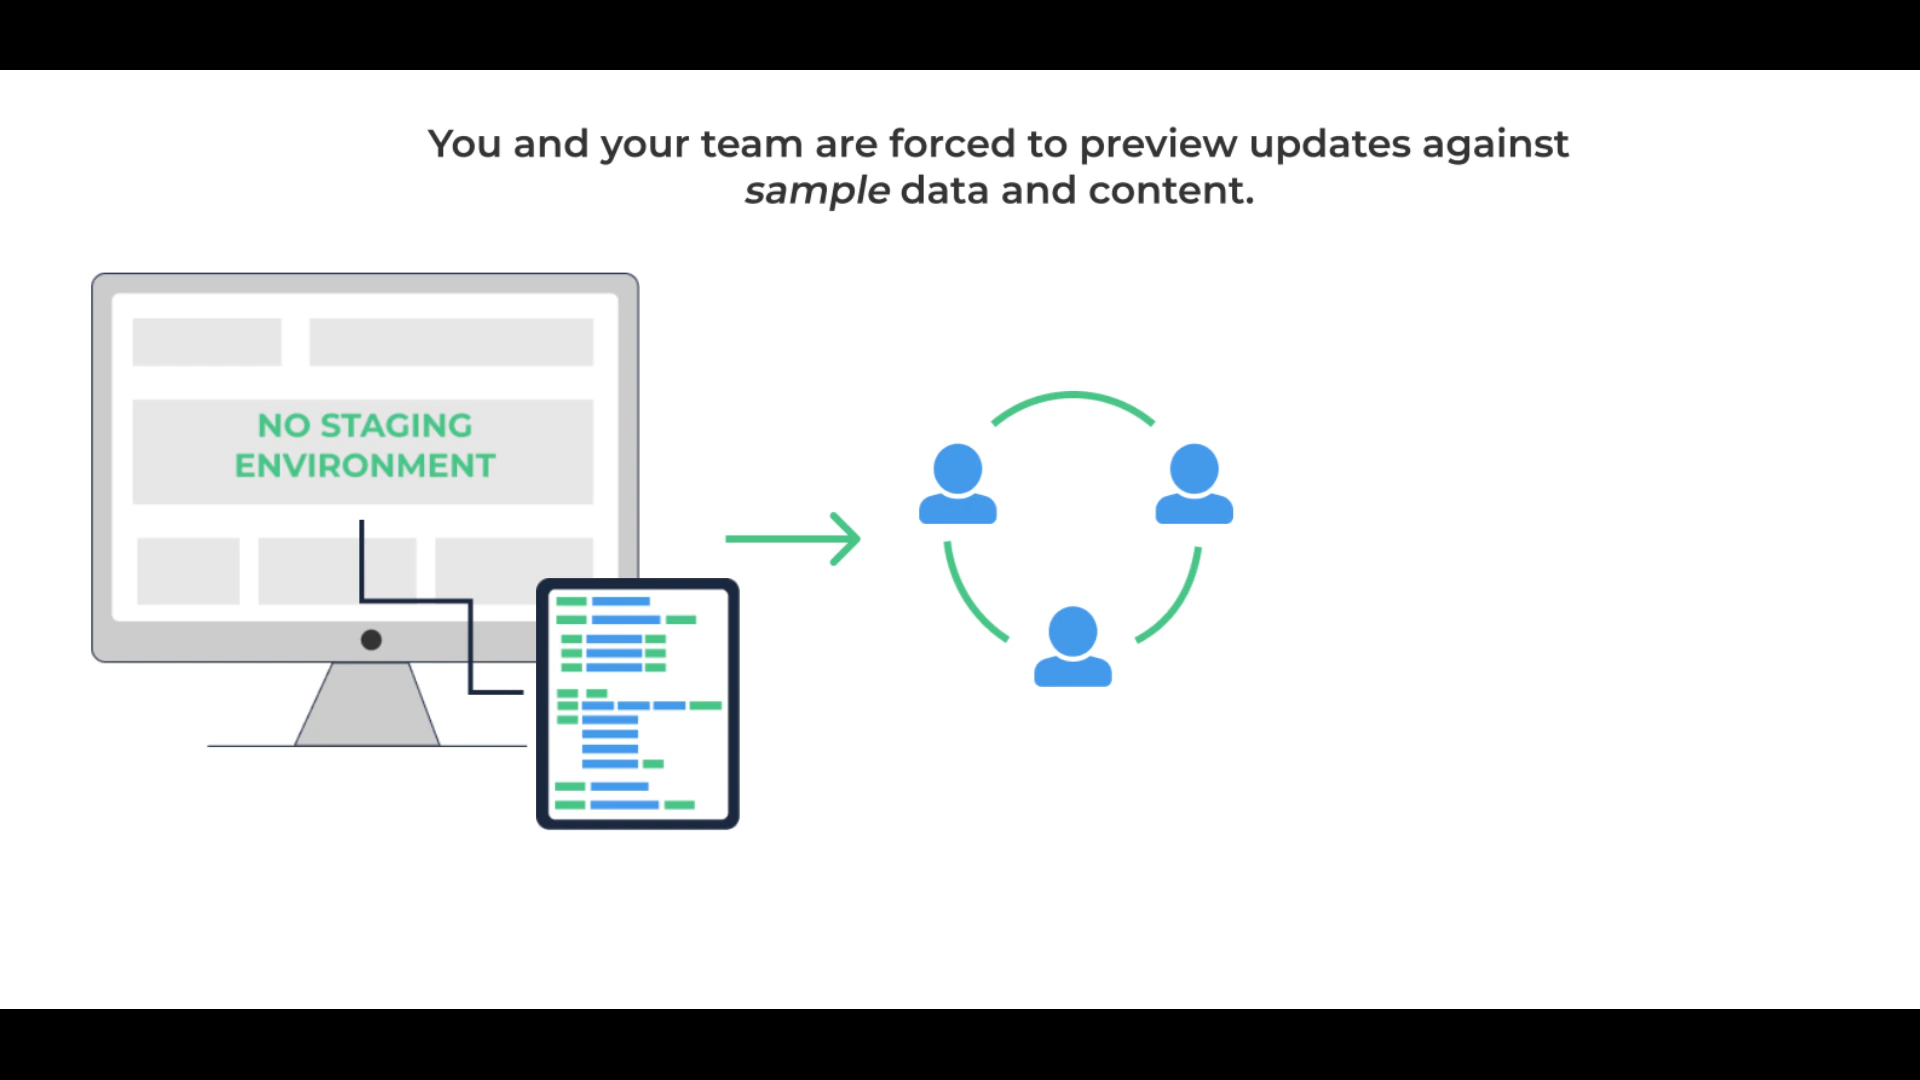 You and your team are forced to preview updates against
sample data and content.
NO STAGING
ENVIRONMENT